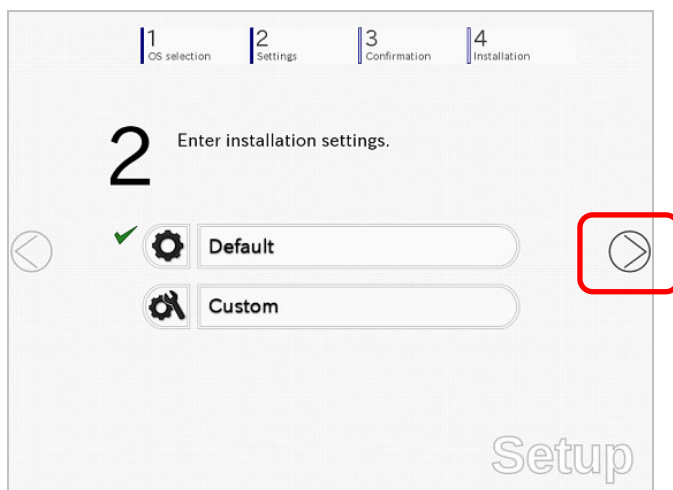 1
OS selection
2
Settings
3
Confirmation
4
Installation
2
Enter installation settings.
Default
Custom
Setup